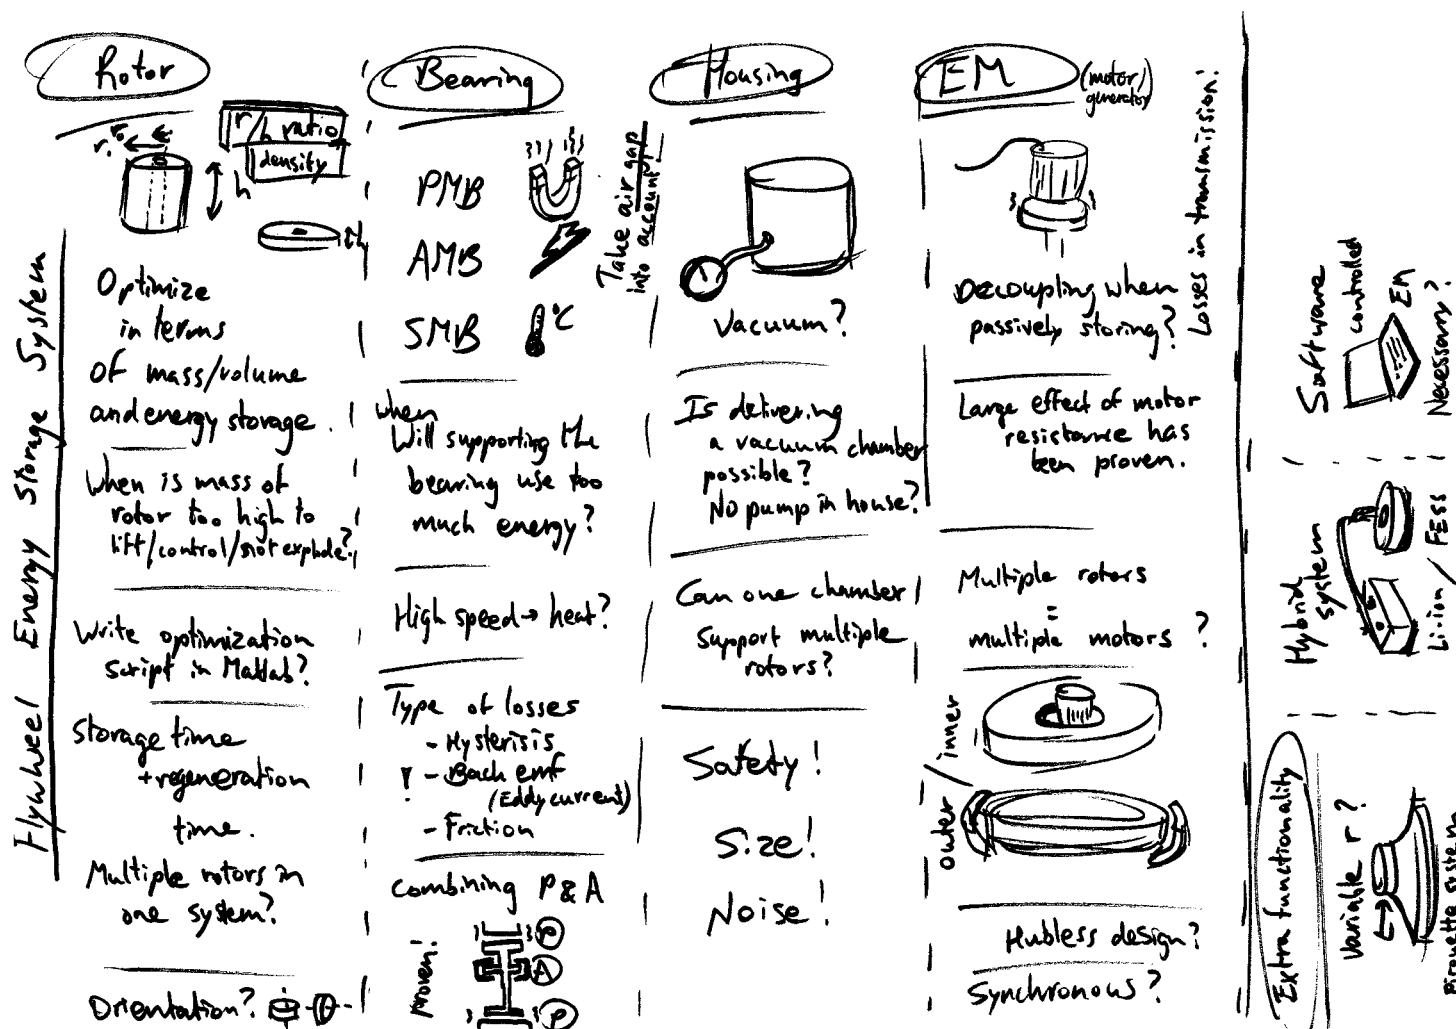 Flywheel Energy Storage System
Rotor
r/h ratio
density
r. r.
h
h
Optimize
in terms
of mass/volume
and energy storage.
When is mass of
rotor too high to
lift/control/not explode?
Write optimization
script in Matlab?
Storage time
+regeneration
time.
Multiple rotors in
one system?
Orientation?
Bearing
PMB
AMB
SMB
°C
Take air gap
into account!
when
Will supporting the
bearing use too
much energy?
High speed → heat?
Type of losses
- Hysterisis
! - Back emf
(Eddy current)
- Friction
Combining P & A
proven!
P
A
P
Housing
Vacuum?
Is delivering
a vacuum chamber
possible?
No pump in house?
Can one chamber
support multiple
rotors?
Safety!
Size!
Noise!
EM
(motor/
generator)
Losses in transmission!
Decoupling when
passively storing?
Large effect of motor
resistance has
been proven.
Multiple rotors
=
multiple motors ?
outer / inner
Hubless design?
Synchronous?
Software
controlled
EM
Necessary?
Hybrid
system
Li-ion / FESS
Extra functionality
Variable r?
Pirouette system